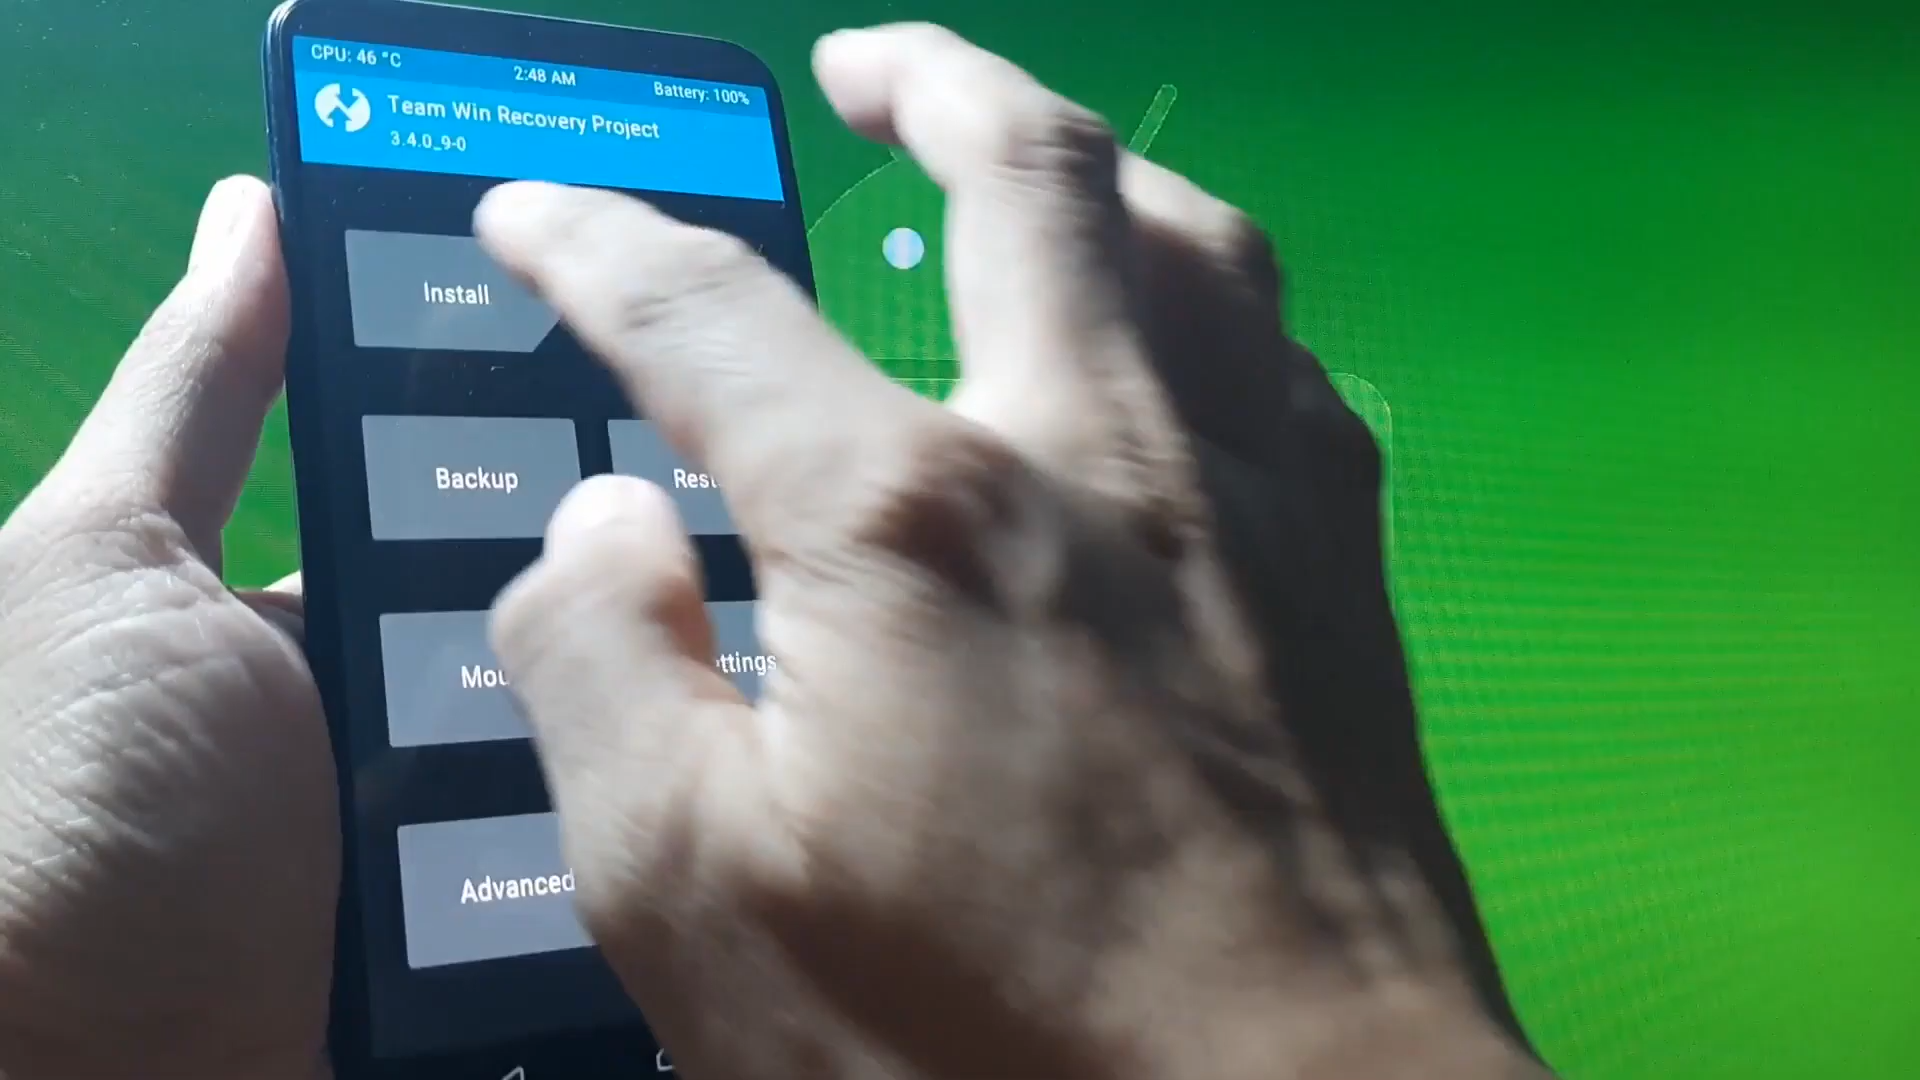 CPU: 46 °C
2:48 AM
Battery: 100%
Team Win Recovery Project
3.4.0_9-0
Install
Backup
Advanced